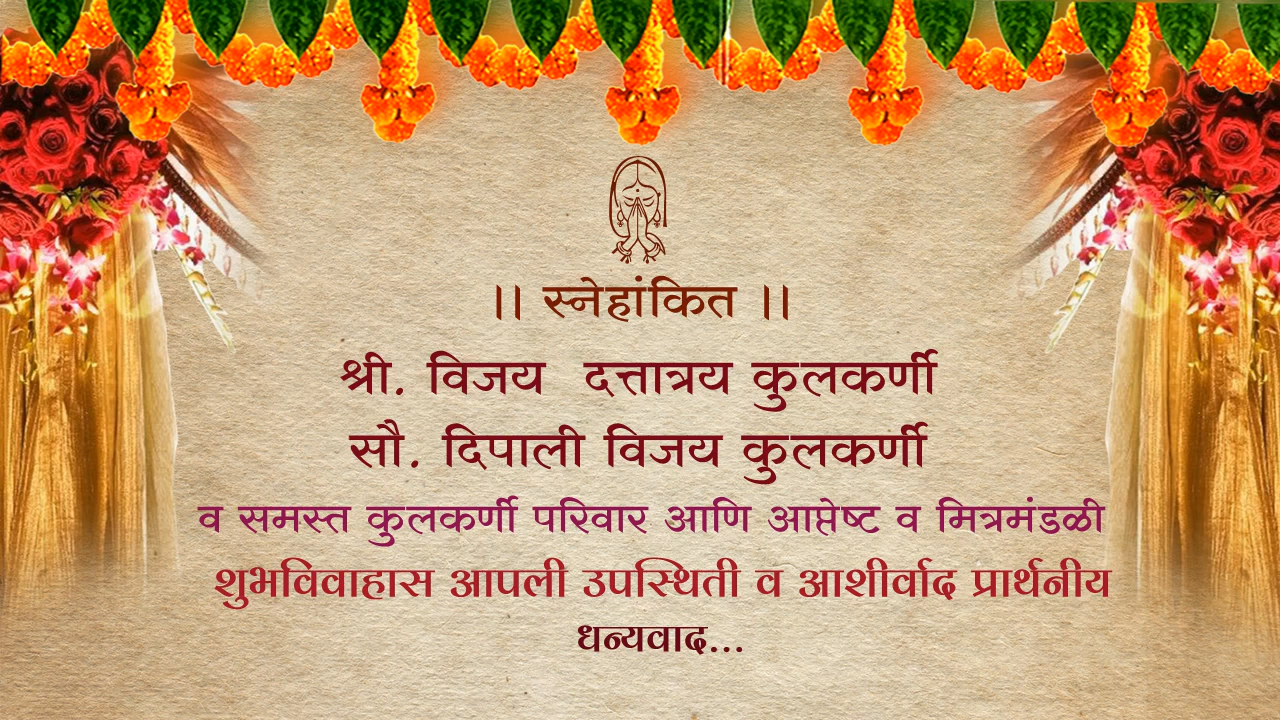 ।। स्नेहांकित ।।
श्री. विजय दत्तात्रय कुलकर्णी
सौ. दिपाली विजय कुलकर्णी
व समस्त कुलकर्णी परिवार आणि आप्तेष्ट व मित्रमंडळी
शुभविवाहास आपली उपस्थिती व आशीर्वाद प्रार्थनीय
धन्यवाद...